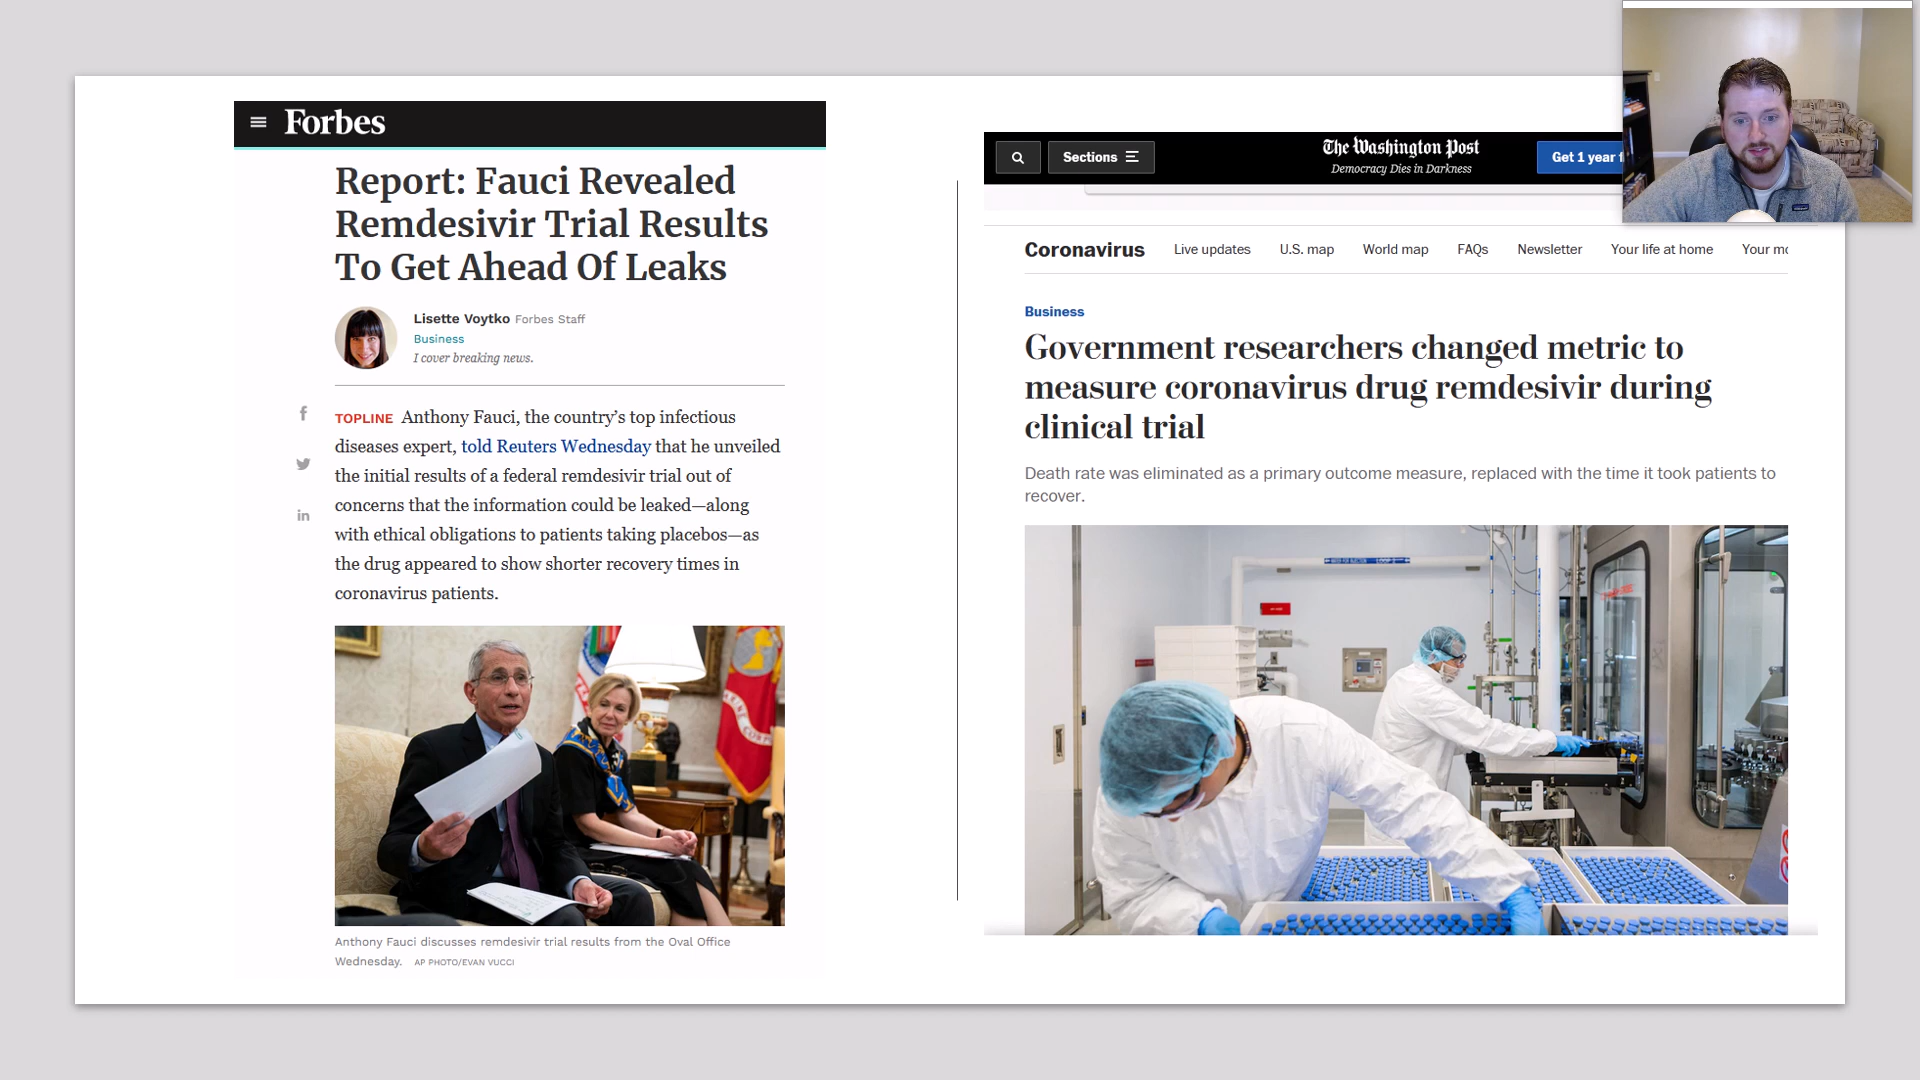 Forbes
Report: Fauci Revealed
Remdesivir Trial Results
To Get Ahead Of Leaks
Lisette Voytko Forbes Staff
Business
I cover breaking news.
TOPLINE Anthony Fauci, the country's top infectious
diseases expert, told Reuters Wednesday that he unveiled
the initial results of a federal remdesivir trial out of
concerns that the information could be leaked—along
with ethical obligations to patients taking placebos—as
the drug appeared to show shorter recovery times in
coronavirus patients.
Anthony Fauci discusses remdesivir trial results from the Oval Office
Wednesday. AP PHOTO/EVAN VUCCI
Sections
The Washington Post
Democracy Dies in Darkness
Get 1 year
Coronavirus Live updates U.S. map World map FAQs Newsletter Your life at home Your
Business
Government researchers changed metric to
measure coronavirus drug remdesivir during
clinical trial
Death rate was eliminated as a primary outcome measure, replaced with the time it took patients to
recover.